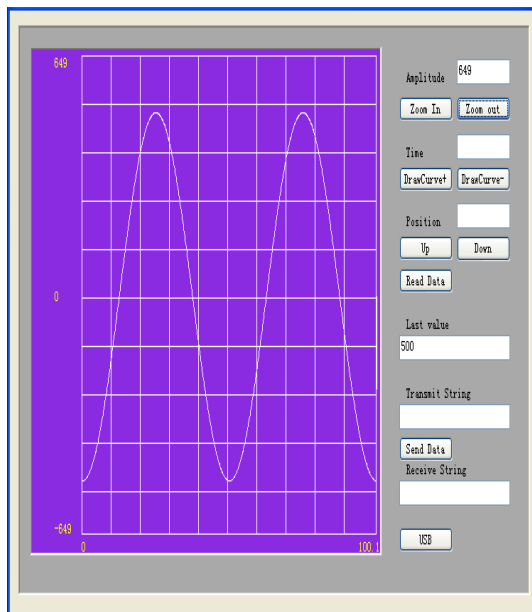 649
0
-649
0
100.1
Amplitude
649
Zoom In
Zoom out
Time
DrawCurve+
DrawCurve-
Position
Up
Down
Read Data
Last value
500
Transmit String
Send Data
Receive String
USB